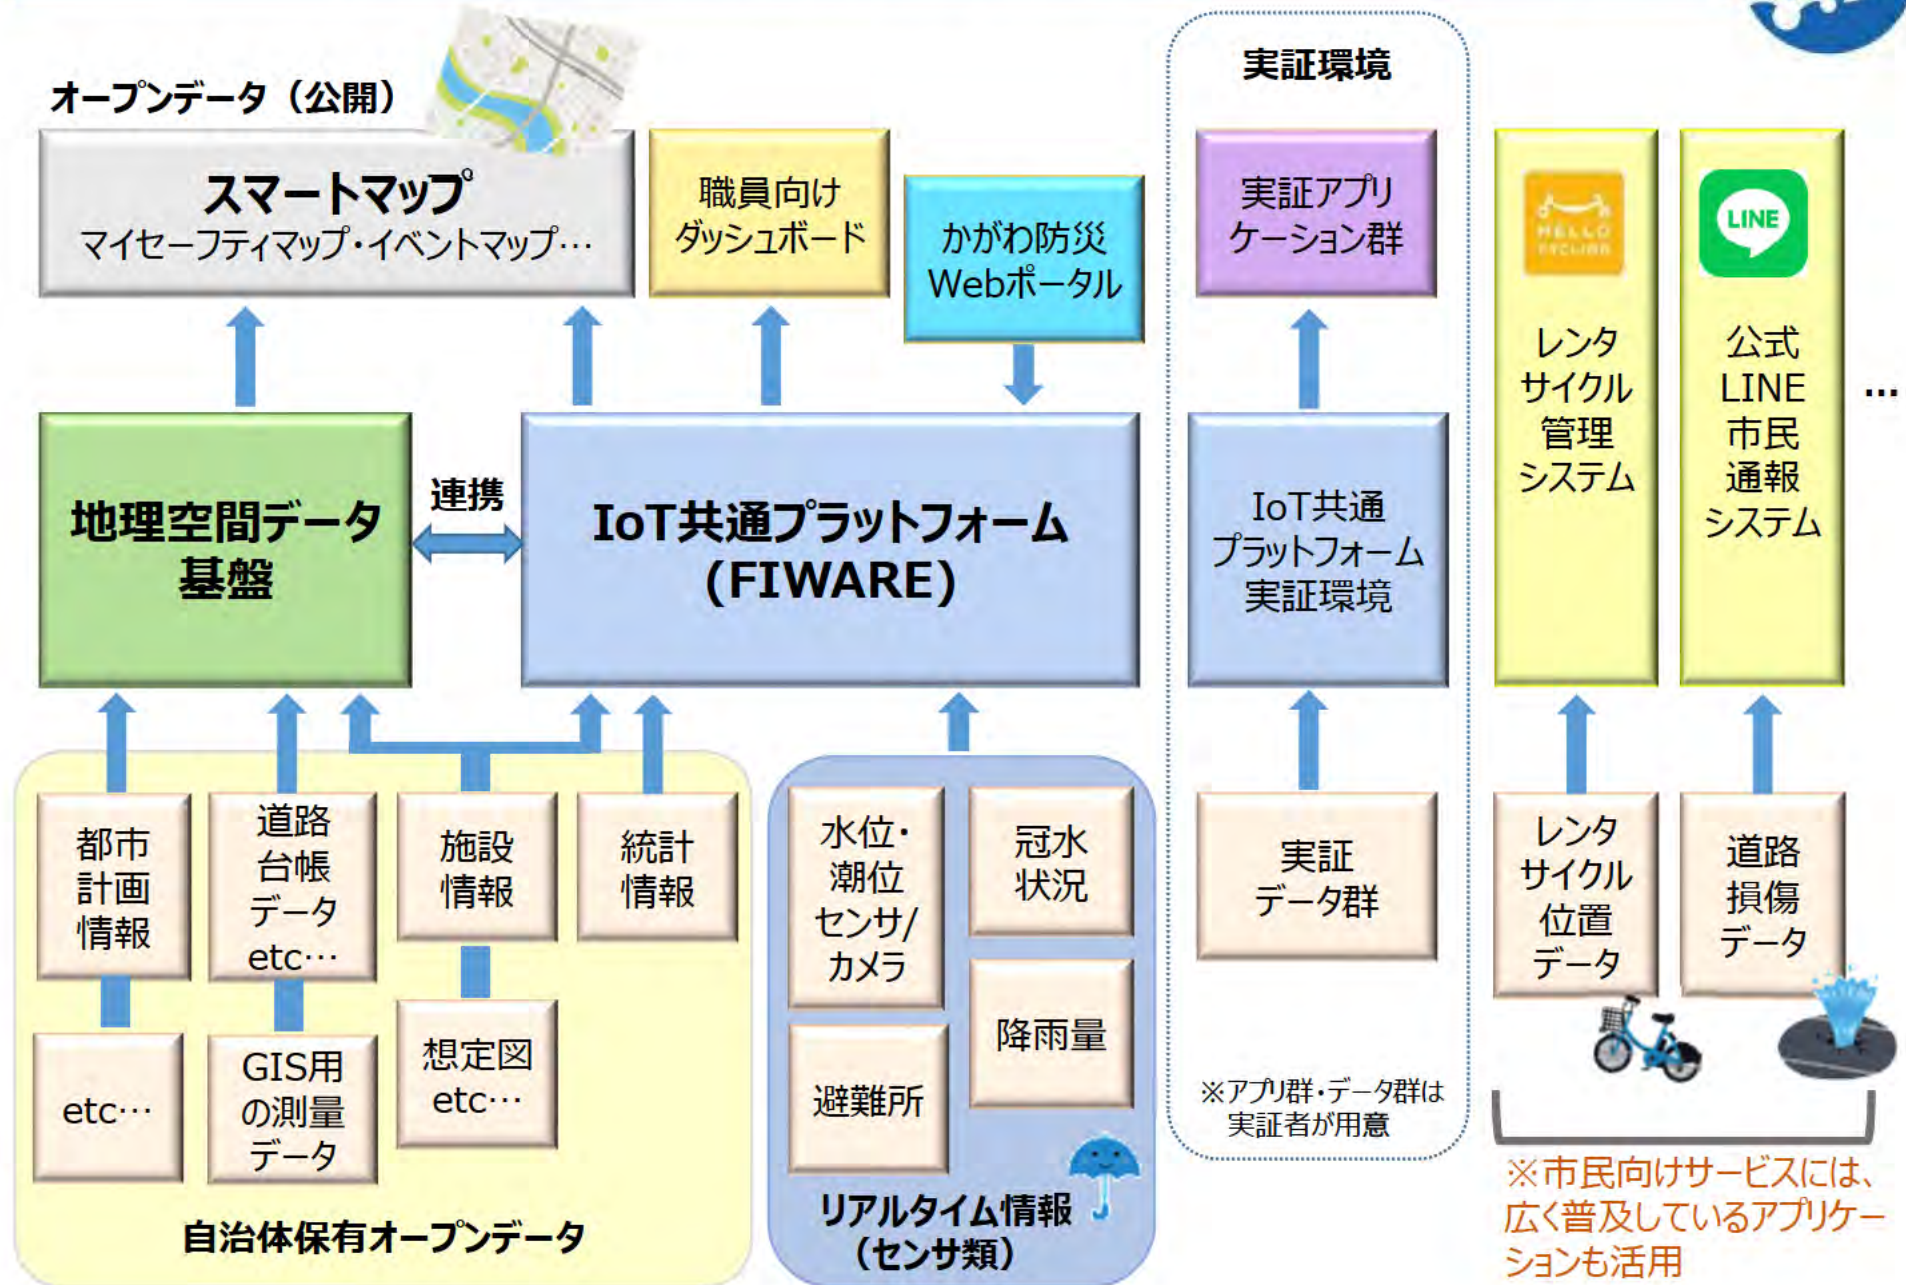 オープンデータ（公開）
スマートマップ
マイセーフティマップ・イベントマップ…
職員向け
ダッシュボード
かがわ防災
Webポータル
実証環境
実証アプリ
ケーション群
HELLO
CYCLING
レンタ
サイクル
管理
システム
LINE
公式
LINE
市民
通報
システム
…
地理空間データ
基盤
連携
IoT共通プラットフォーム
(FIWARE)
IoT共通
プラットフォーム
実証環境
都市
計画
情報
道路
台帳
データ
etc…
施設
情報
統計
情報
etc…
GIS用
の測量
データ
想定図
etc…
自治体保有オープンデータ
水位・
潮位
センサ/
カメラ
冠水
状況
避難所
降雨量
リアルタイム情報
（センサ類）
実証
データ群
※アプリ群・データ群は
実証者が用意
レンタ
サイクル
位置
データ
道路
損傷
データ
※市民向けサービスには、
広く普及しているアプリケー
ションも活用